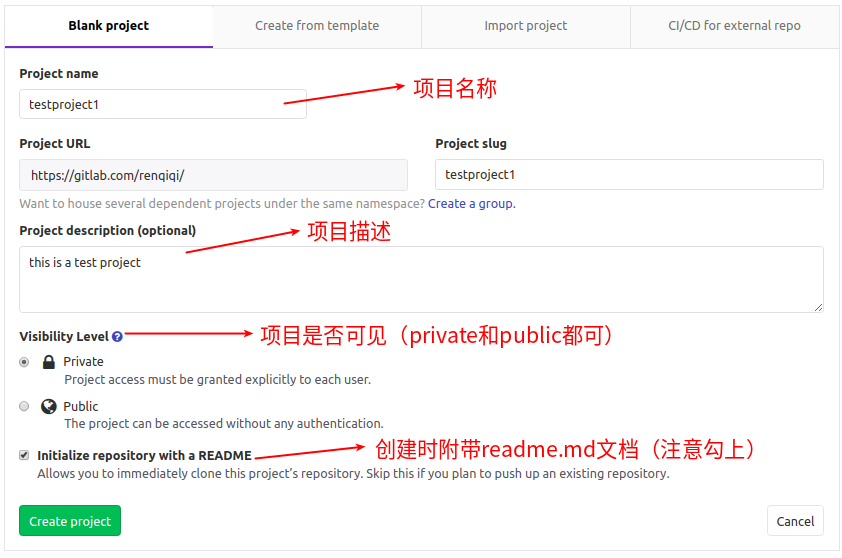 Blank project
Create from template
Import project
CI/CD for external repo
Project name
项目名称
testproject1
Project URL
Project slug
https://gitlab.com/renqiqi/
testproject1
Want to house several dependent projects under the same namespace? Create a group.
Project description (optional)
项目描述
this is a test project
Visibility Level ?
项目是否可见（private和public都可）
Private
Project access must be granted explicitly to each user.
Public
The project can be accessed without any authentication.
Initialize repository with a README
创建时附带readme.md文档（注意勾上）
Allows you to immediately clone this project's repository. Skip this if you plan to push up an existing repository.
Create project
Cancel